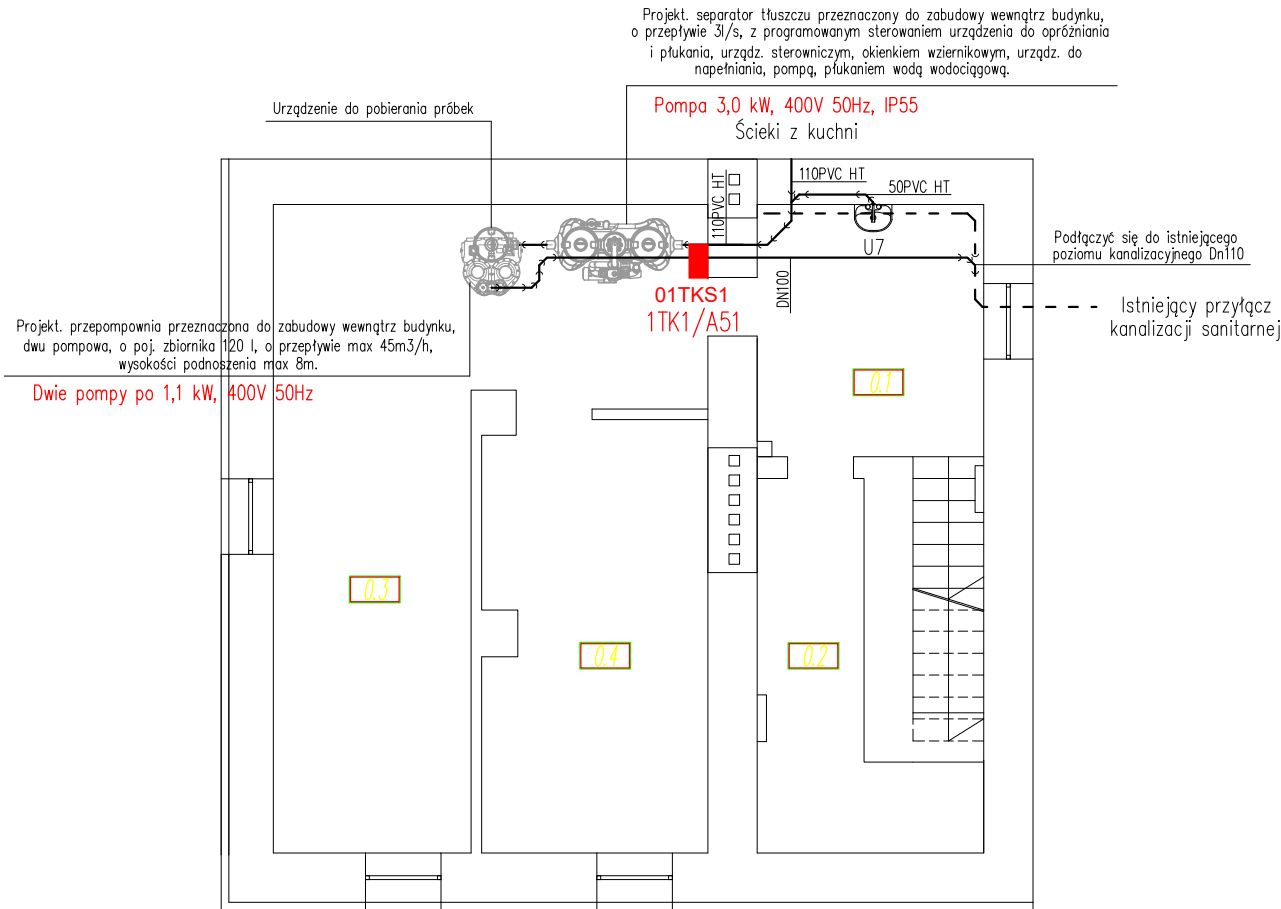 Projekt. separator tłuszczu przeznaczony do zabudowy wewnątrz budynku,
o przepływie 3l/s, z programowanym sterowaniem urządzenia do opróżniania
i płukania, urządz. sterowniczym, okienkiem wziernikowym, urządz. do
napełniania, pompą, płukaniem wodą wodociągową.
Pompa 3,0 kW, 400V 50Hz, IP55
Ścieki z kuchni
Urządzenie do pobierania próbek
110PVC HT
110PVC HT
50PVC HT
U7
Podłączyć się do istniejącego
poziomu kanalizacyjnego Dn110
DN100
01TKS1
1TK1/A51
Istniejący przyłącz
kanalizacji sanitarnej
Projekt. przepompownia przeznaczona do zabudowy wewnątrz budynku,
dwu pompowa, o poj. zbiornika 120 l, o przepływie max 45m3/h,
wysokości podnoszenia max 8m.
Dwie pompy po 1,1 kW, 400V 50Hz
0.1
0.3
0.4
0.2